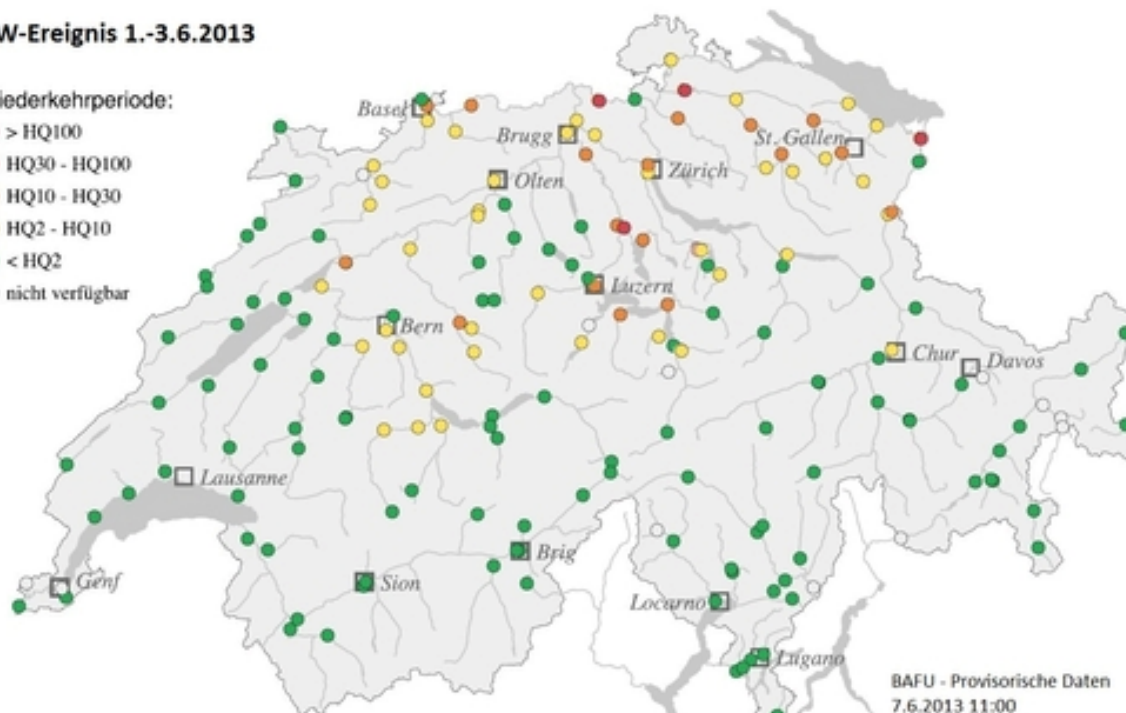 W-Ereignis 1.-3.6.2013
iederkehrperiode:
> HQ100
HQ30 - HQ100
HQ10 - HQ30
HQ2 - HQ10
< HQ2
nicht verfügbar
Basel
Brugg
St. Gallen
Zürich
Olten
Luzern
Bern
Chur
Davos
Lausanne
Brig
Genf
Sion
Locarno
Lugano
BAFU - Provisorische Daten
7.6.2013 11:00